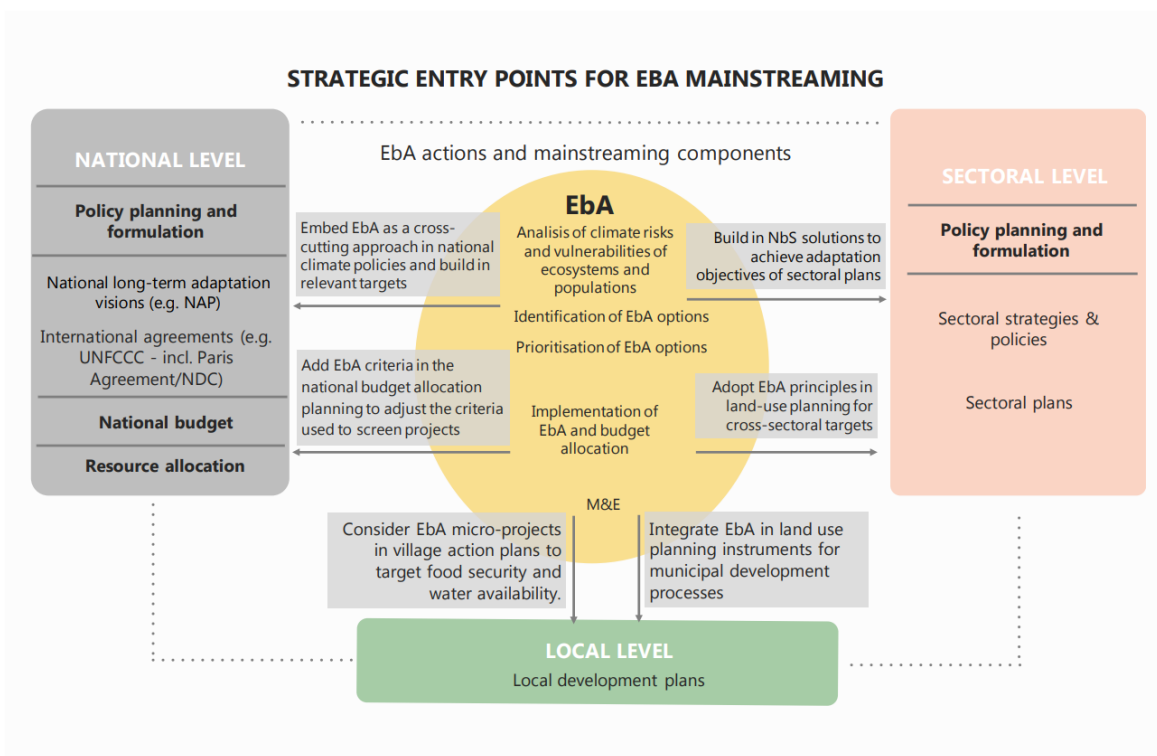 STRATEGIC ENTRY POINTS FOR EBA MAINSTREAMING
NATIONAL LEVEL
Policy planning and
formulation
National long-term adaptation
visions (e.g. NAP)
International agreements (e.g.
UNFCCC - incl. Paris
Agreement/NDC)
National budget
Resource allocation
EbA actions and mainstreaming components
Embed EbA as a cross-
cutting approach in national
climate policies and build in
relevant targets
Add EbA criteria in the
national budget allocation
planning to adjust the criteria
used to screen projects
EbA
Analisis of climate risks
and vulnerabilities of
ecosystems and
populations
Identification of EbA options
Prioritisation of EbA options
Implementation of
EbA and budget
allocation
M&E
Build in NbS solutions to
achieve adaptation
objectives of sectoral plans
Adopt EbA principles in
land-use planning for
cross-sectoral targets
SECTORAL LEVEL
Policy planning and
formulation
Sectoral strategies &
policies
Sectoral plans
Consider EbA micro-projects
in village action plans to
target food security and
water availability.
Integrate EbA in land use
planning instruments for
municipal development
processes
LOCAL LEVEL
Local development plans